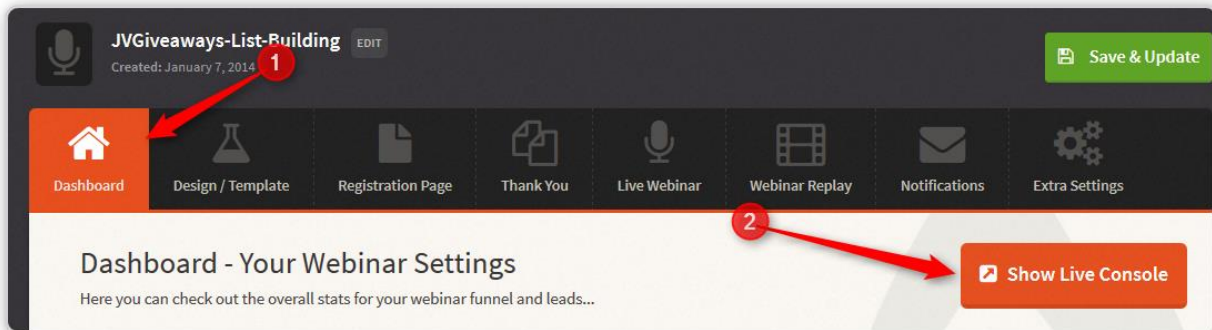 JVGiveaways-List-Building EDIT
Created: January 7, 2014
1
Save & Update
Dashboard
Design / Template
Registration Page
Thank You
Live Webinar
Webinar Replay
Notifications
Extra Settings
2
Dashboard - Your Webinar Settings
Here you can check out the overall stats for your webinar funnel and leads...
Show Live Console